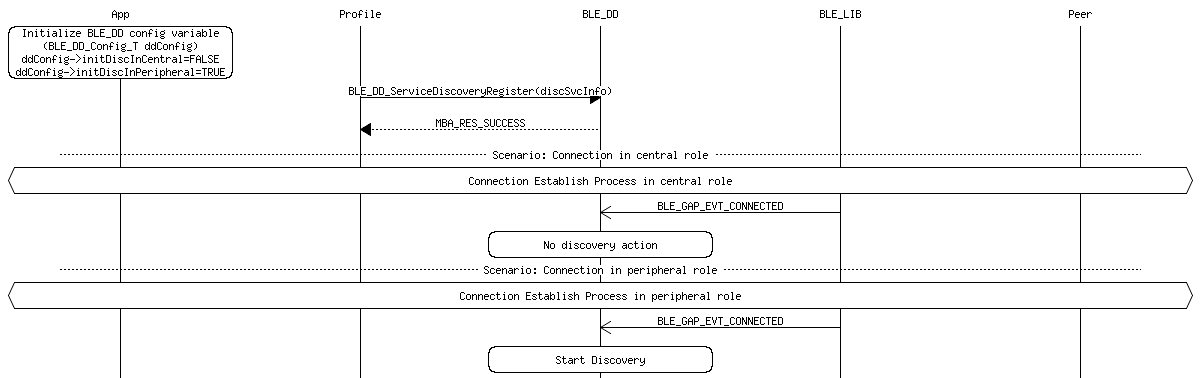 App
Profile
BLE_DD
BLE_LIB
Peer
Initialize BLE_DD config variable
(BLE_DD_Config_T ddConfig)
ddConfig->initDiscInCentral=FALSE
ddConfig->initDiscInPeripheral=TRUE
BLE_DD_ServiceDiscoveryRegister(discSvcInfo)
MBA_RES_SUCCESS
Scenario: Connection in central role
Connection Establish Process in central role
BLE_GAP_EVT_CONNECTED
No discovery action
Scenario: Connection in peripheral role
Connection Establish Process in peripheral role
BLE_GAP_EVT_CONNECTED
Start Discovery